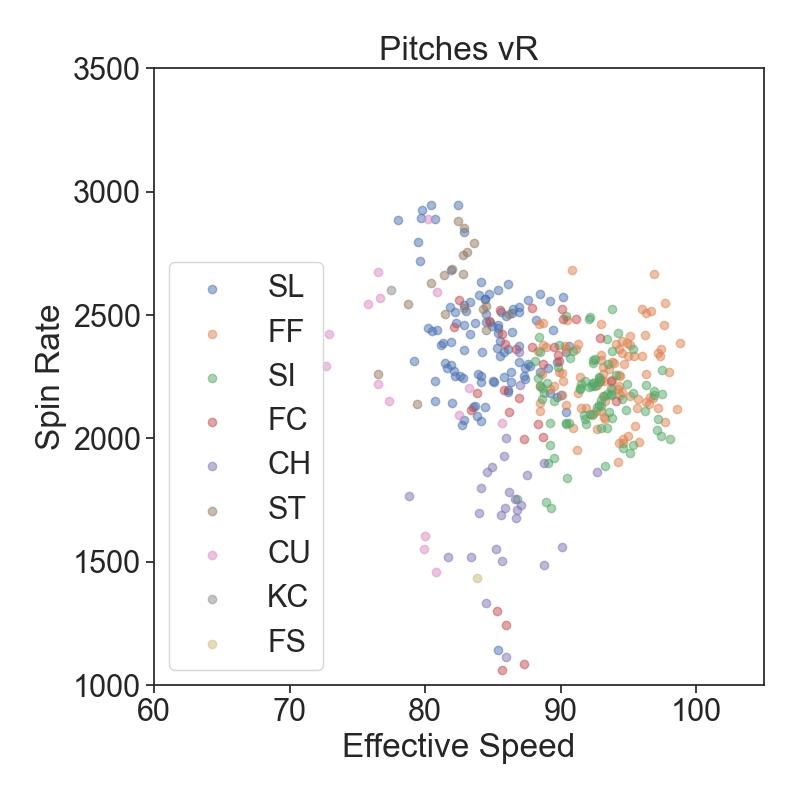 Pitches vR
3500
3000
2500
2000
1500
1000
Spin Rate
SL
FF
SI
FC
CH
ST
CU
KC
FS
60 70 80 90 100
Effective Speed